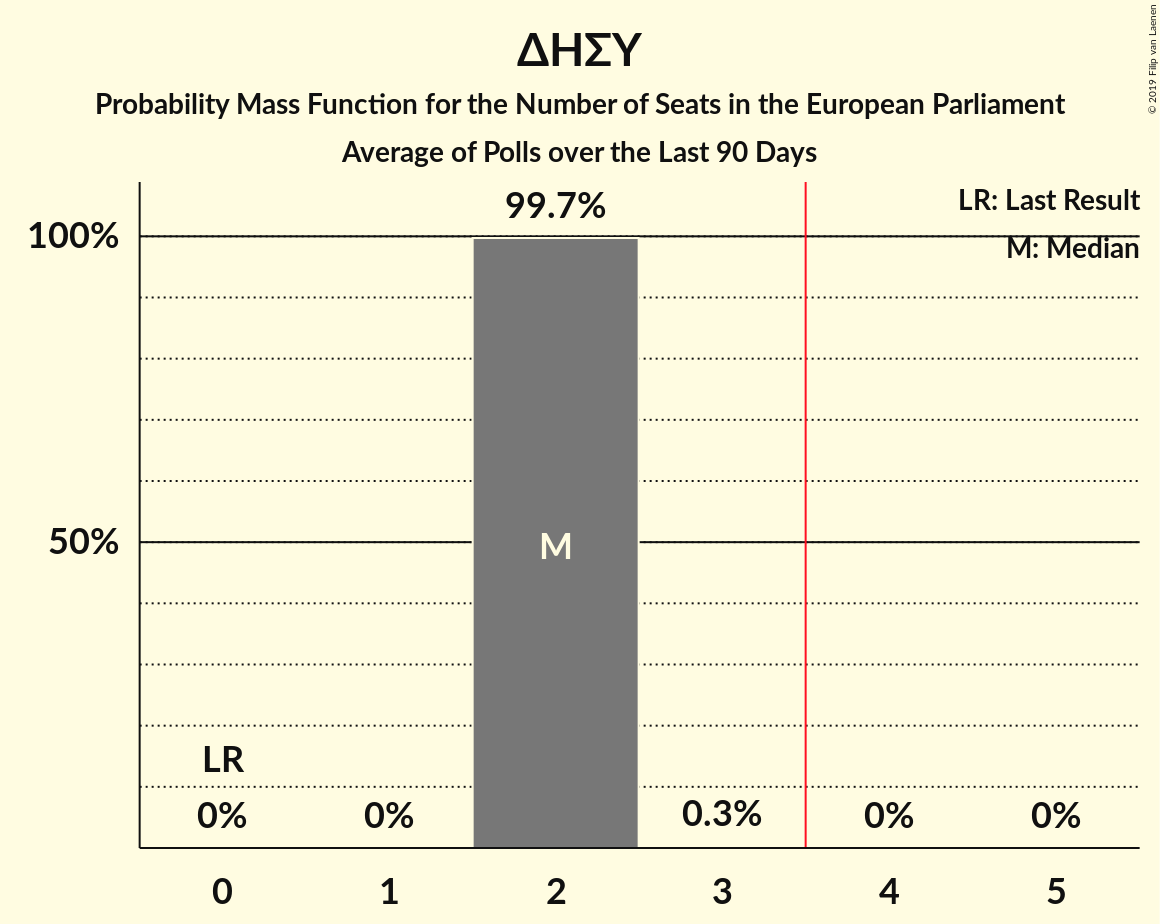 ΔΗΣΥ
Probability Mass Function for the Number of Seats in the European Parliament
Average of Polls over the Last 90 Days
© 2019 Filip van Laenen
LR: Last Result
M: Median
99.7%
100%
50%
M
LR
0%
0%
0.3%
0%
0%
0
1
2
3
4
5